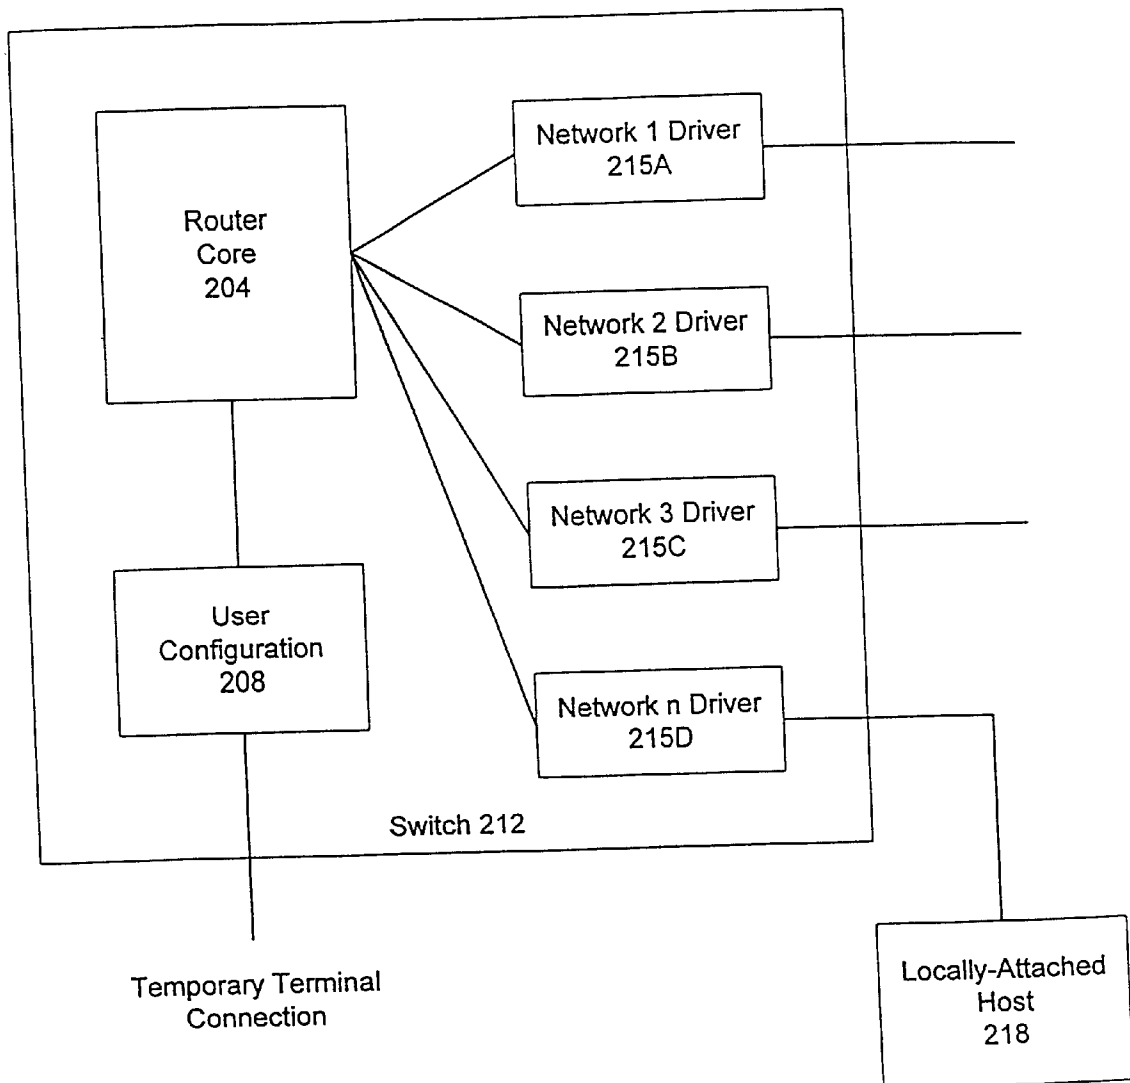 Network 1 Driver
215A
Router
Core
204
Network 2 Driver
215B
Network 3 Driver
215C
User
Configuration
208
Network n Driver
215D
Switch 212
Temporary Terminal
Connection
Locally-Attached
Host
218